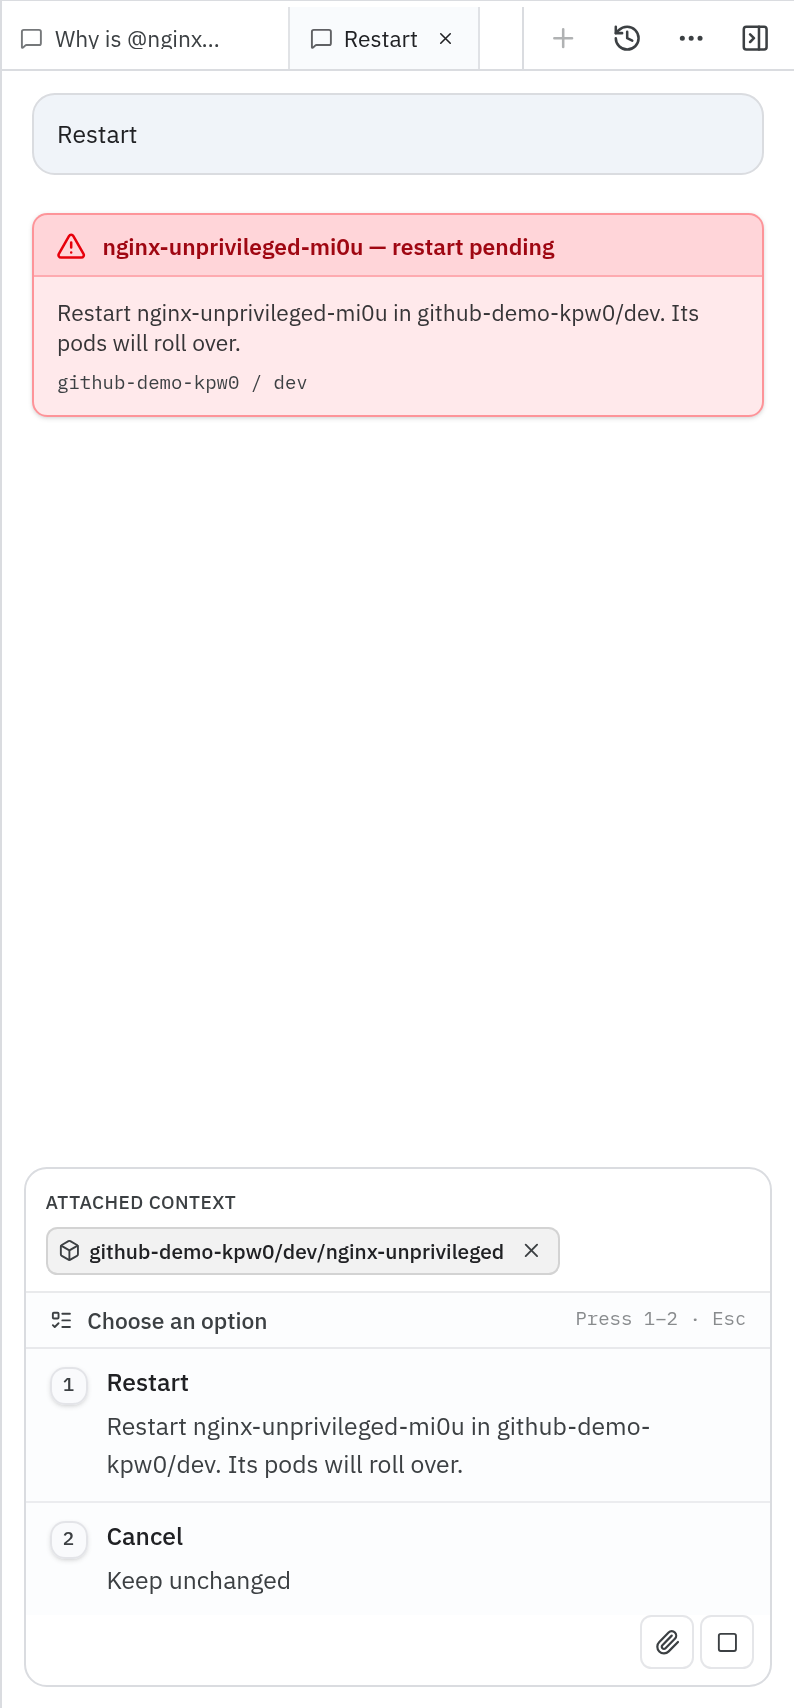 Why is @nginx...
Restart
Restart
nginx-unprivileged-mi0u — restart pending
Restart nginx-unprivileged-mi0u in github-demo-kpw0/dev. Its
pods will roll over.
github-demo-kpw0 / dev
ATTACHED CONTEXT
github-demo-kpw0/dev/nginx-unprivileged
Choose an option
Press 1–2 · Esc
1
Restart
Restart nginx-unprivileged-mi0u in github-demo-
kpw0/dev. Its pods will roll over.
2
Cancel
Keep unchanged